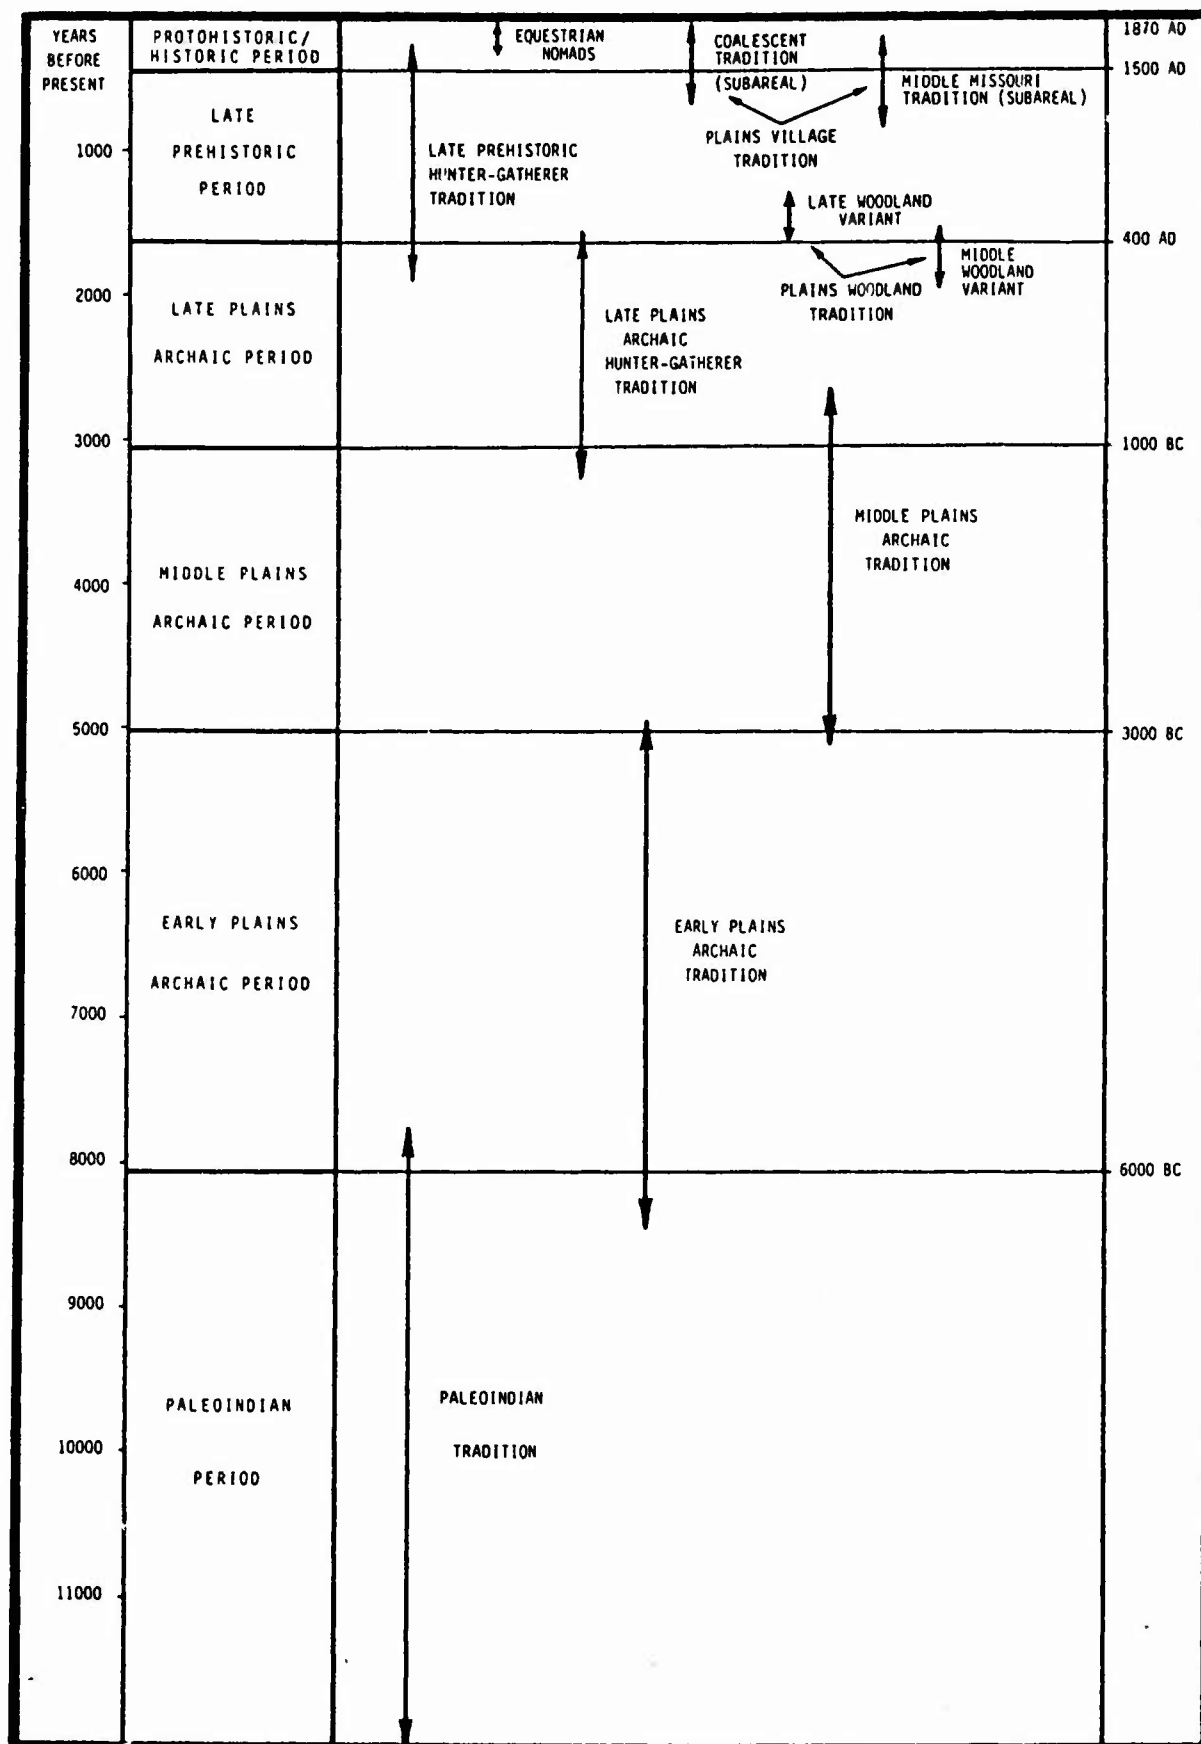 YEARS
BEFORE
PRESENT
1000
2000
3000
4000
5000
6000
7000
8000
9000
10000
11000
PROTOHISTORIC/
HISTORIC PERIOD
LATE
PREHISTORIC
PERIOD
LATE PLAINS
ARCHAIC PERIOD
MIDDLE PLAINS
ARCHAIC PERIOD
EARLY PLAINS
ARCHAIC PERIOD
PALEOINDIAN
PERIOD
EQUESTRIAN
NOMADS
COALESCENT
TRADITION
(SUBAREAL)
MIDDLE MISSOURI
TRADITION (SUBAREAL)
PLAINS VILLAGE
TRADITION
LATE PREHISTORIC
HUNTER-GATHERER
TRADITION
LATE WOODLAND
VARIANT
MIDDLE
WOODLAND
VARIANT
PLAINS WOODLAND
TRADITION
LATE PLAINS
ARCHAIC
HUNTER-GATHERER
TRADITION
MIDDLE PLAINS
ARCHAIC
TRADITION
EARLY PLAINS
ARCHAIC
TRADITION
PALEOINDIAN
TRADITION
1870 AD
1500 AD
400 AD
1000 BC
3000 BC
6000 BC